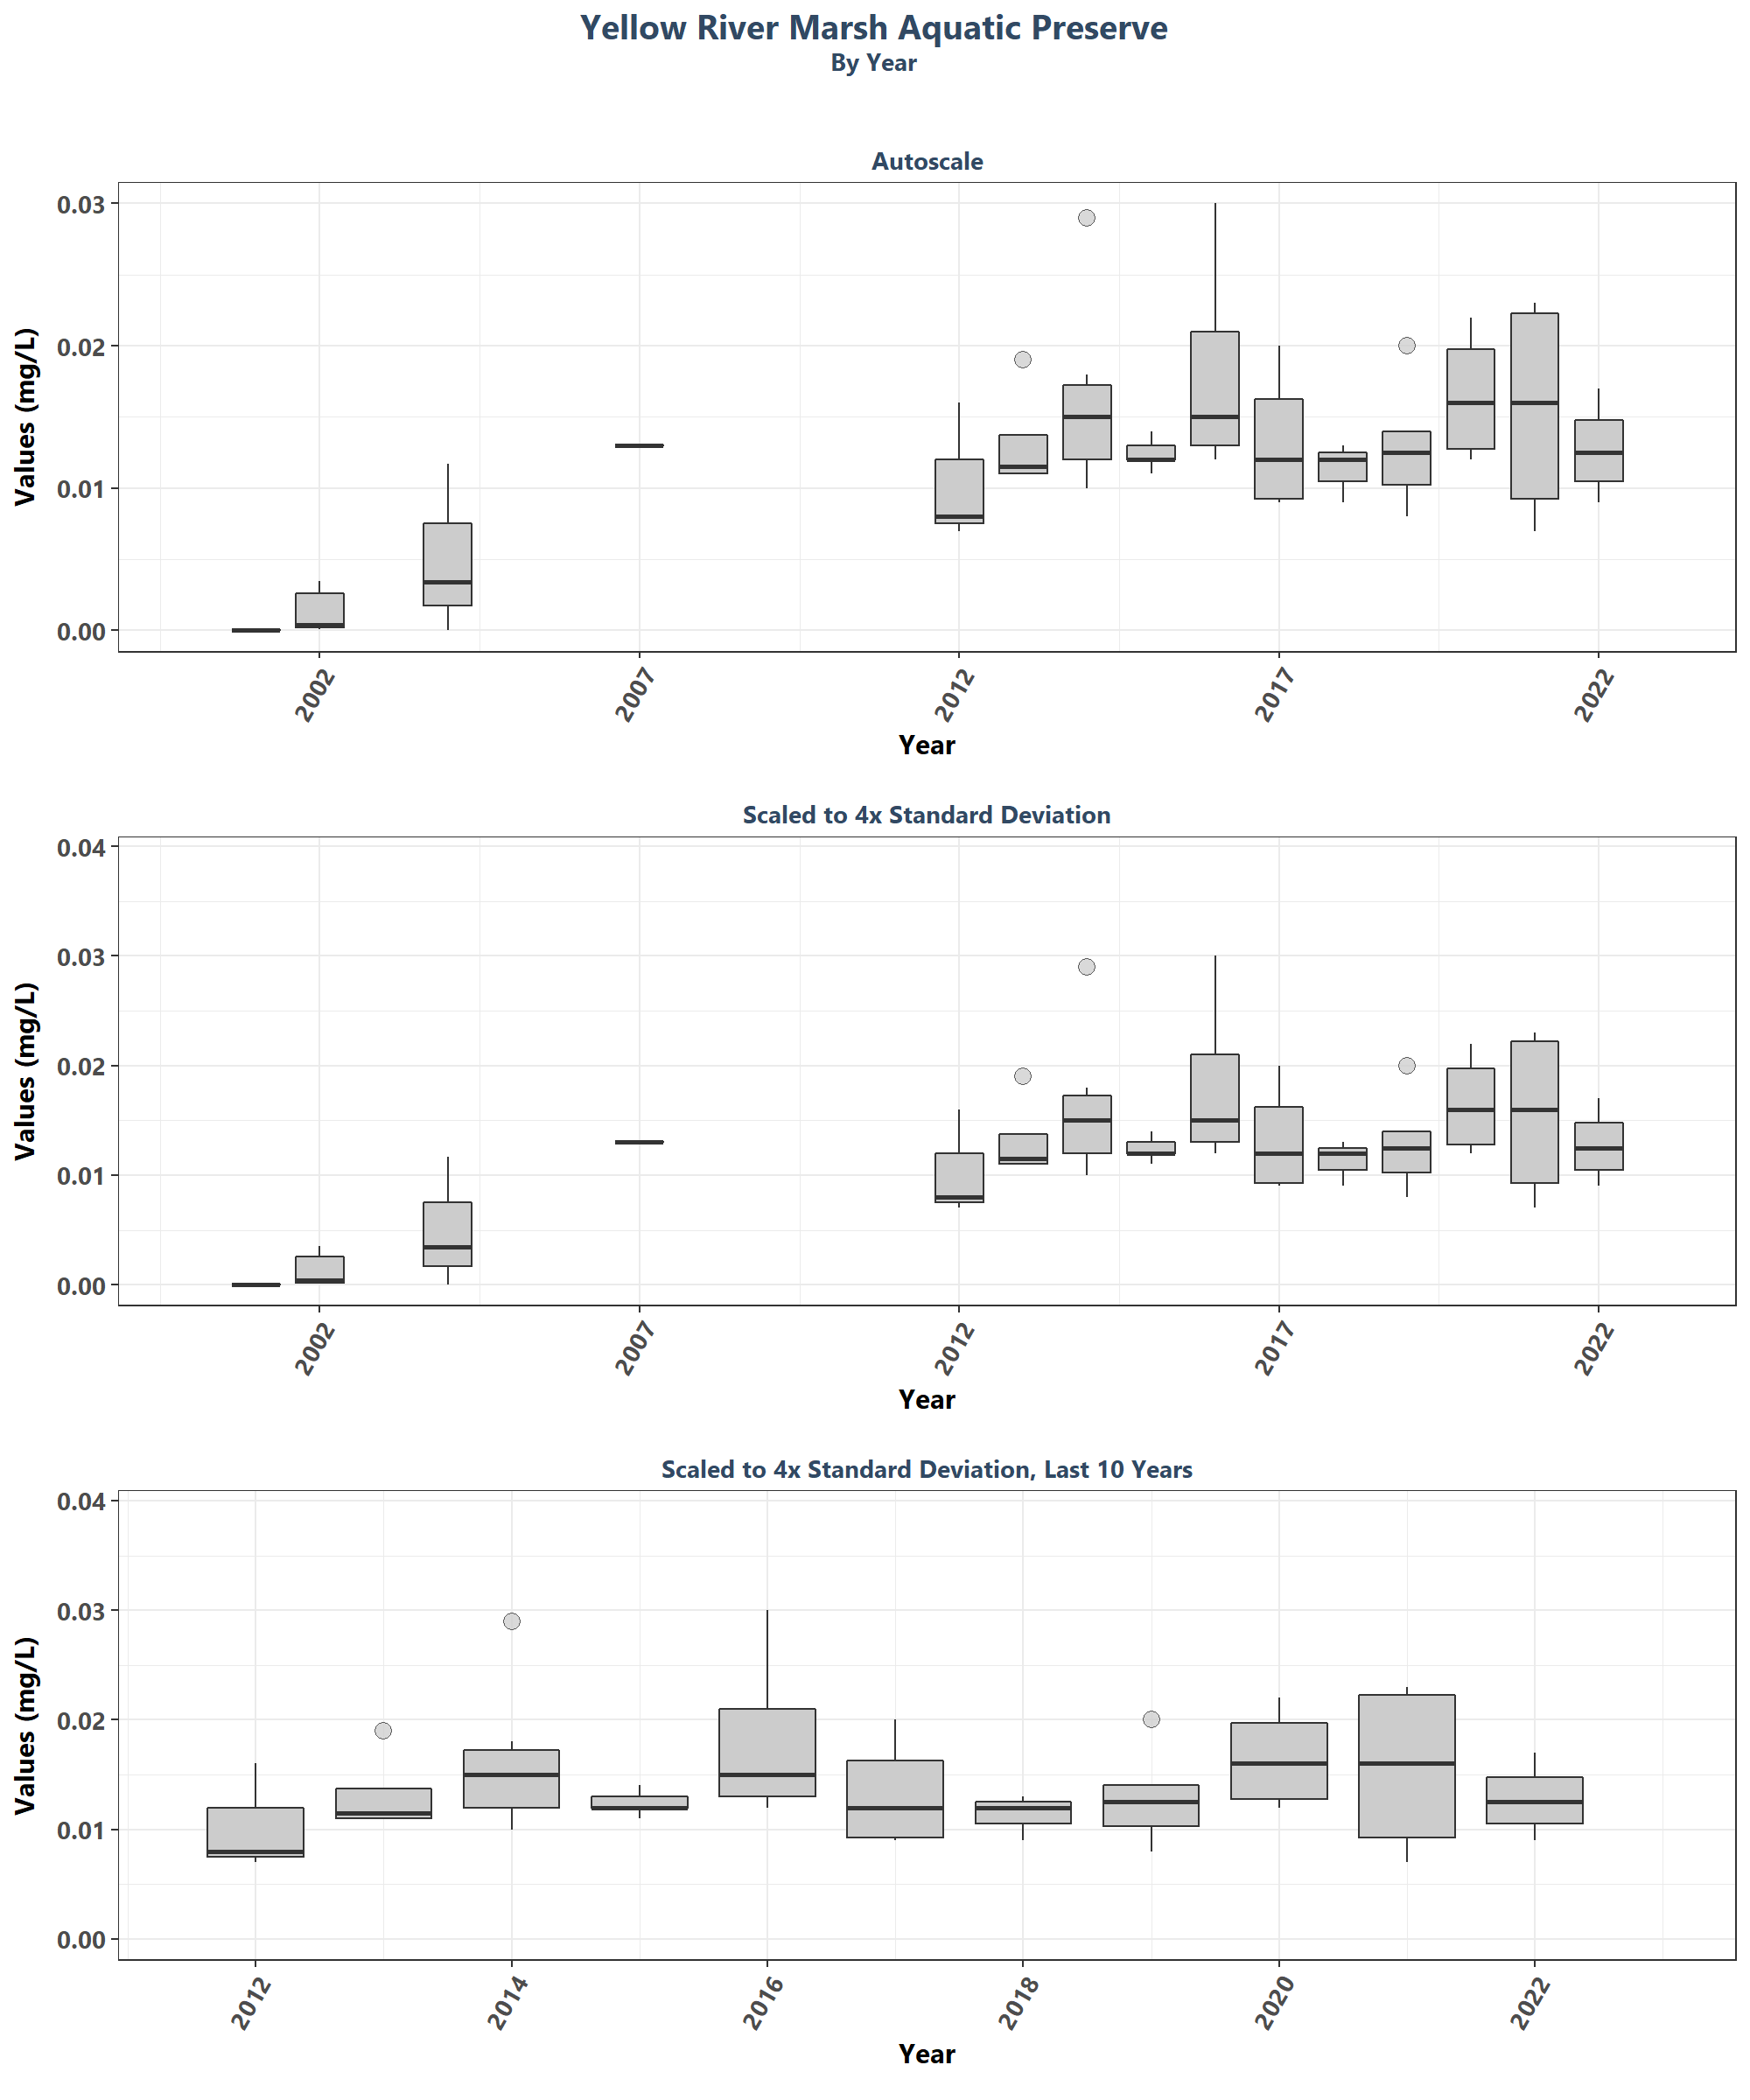 Yellow River Marsh Aquatic Preserve
By Year
Autoscale
0.03
0.02
0.01
0.00
Values (mg/L)
2002 2007 2012 2017 2022
Year
Scaled to 4x Standard Deviation
0.04
0.03
0.02
0.01
0.00
Values (mg/L)
2002 2007 2012 2017 2022
Year
Scaled to 4x Standard Deviation, Last 10 Years
0.04
0.03
0.02
0.01
0.00
Values (mg/L)
2012 2014 2016 2018 2020 2022
Year